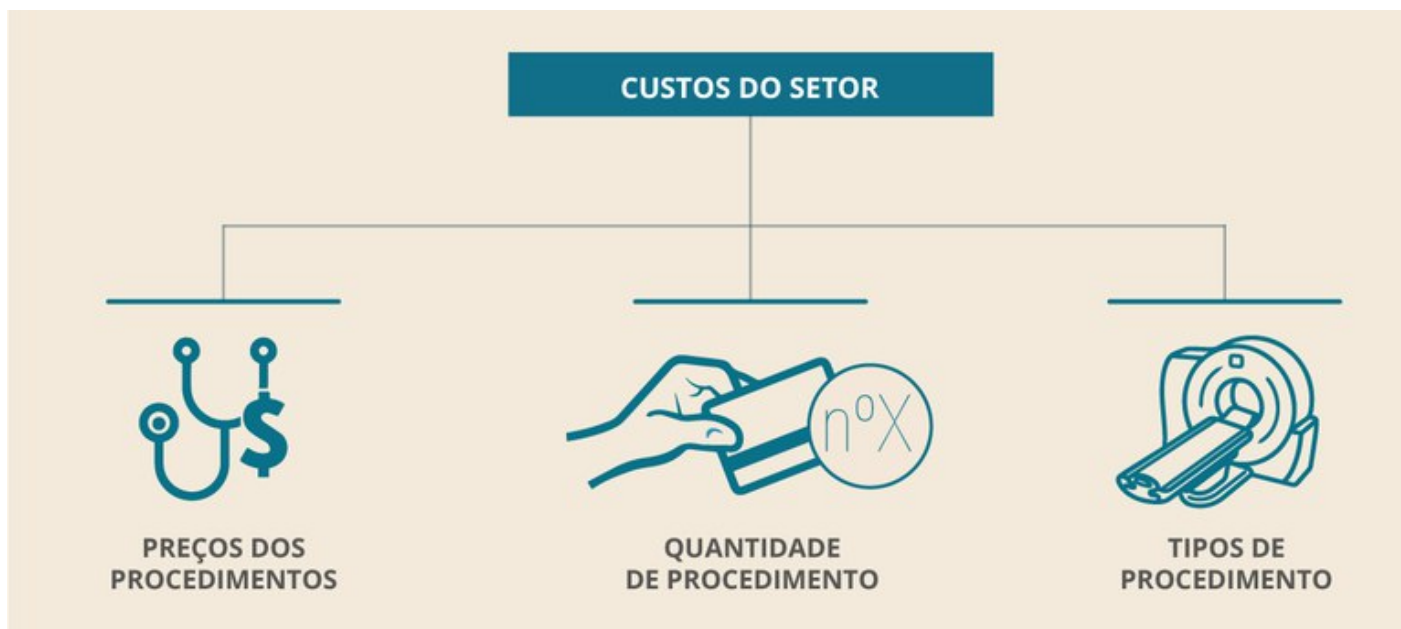 CUSTOS DO SETOR
nºX
PREÇOS DOS
PROCEDIMENTOS
QUANTIDADE
DE PROCEDIMENTO
TIPOS DE
PROCEDIMENTO